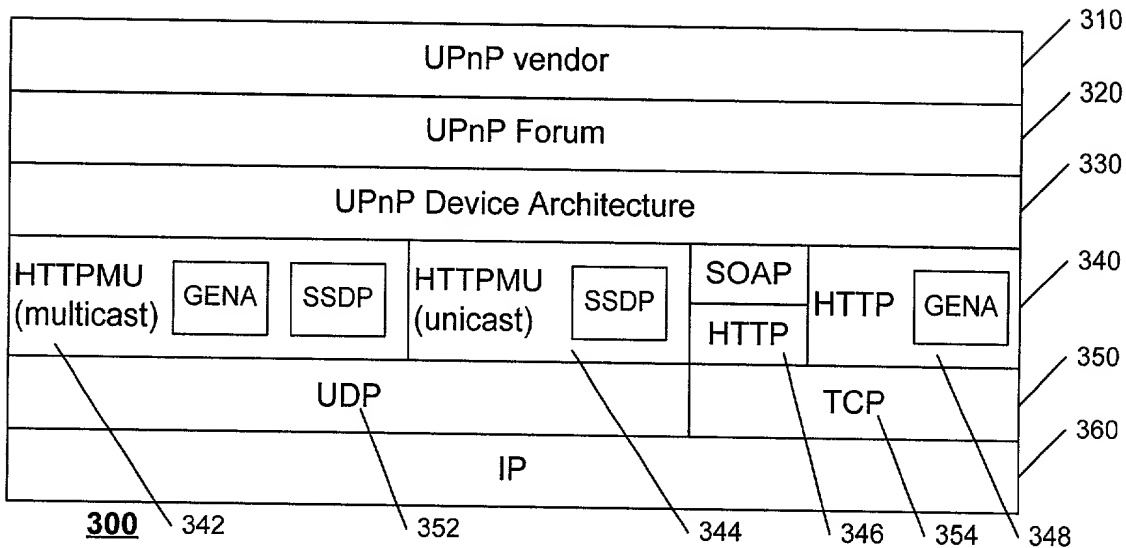 310
UPnP vendor
320
UPnP Forum
330
UPnP Device Architecture
340
HTTPMU
(multicast)
GENA
SSDP
HTTPMU
(unicast)
SSDP
SOAP
HTTP
HTTP
GENA
350
UDP
TCP
360
IP
300
342
352
344
346
354
348